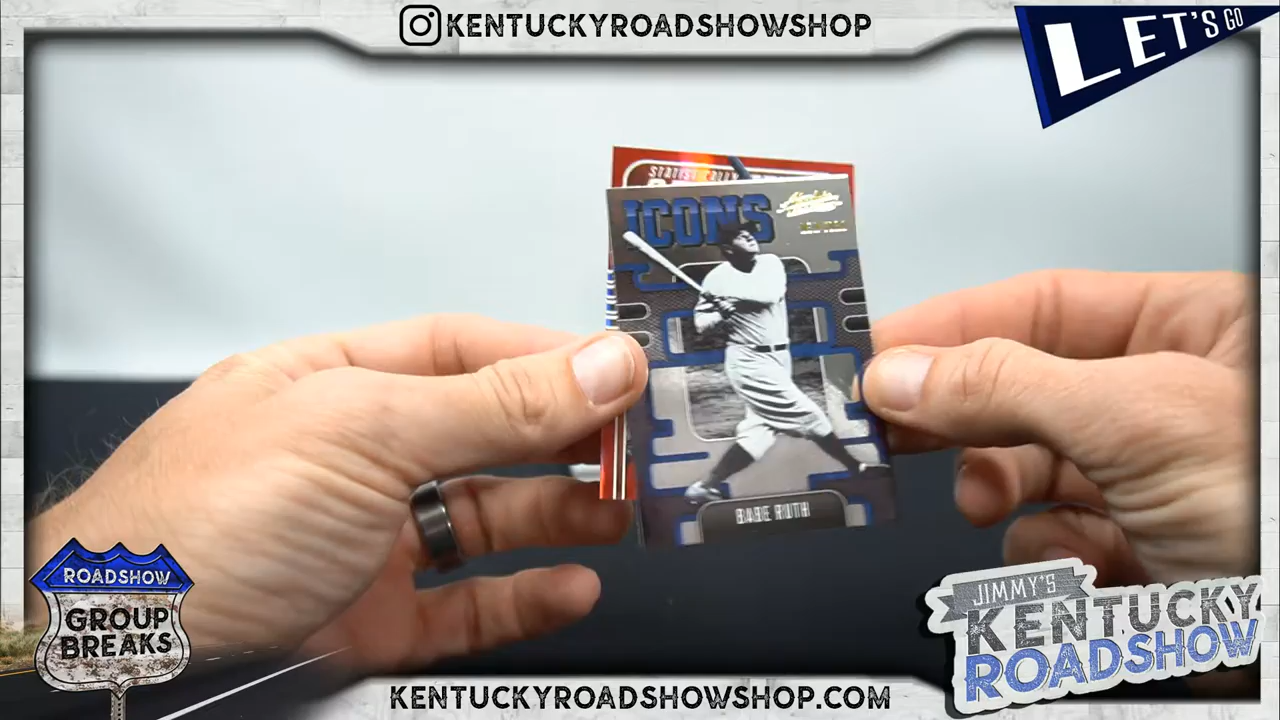 KENTUCKYROADSHOWSHOP
LET'S GO
ICONS
Absolute
BABE RUTH
ROADSHOW
GROUP
BREAKS
JIMMY'S
KENTUCKY
ROADSHOW
KENTUCKYROADSHOWSHOP.COM